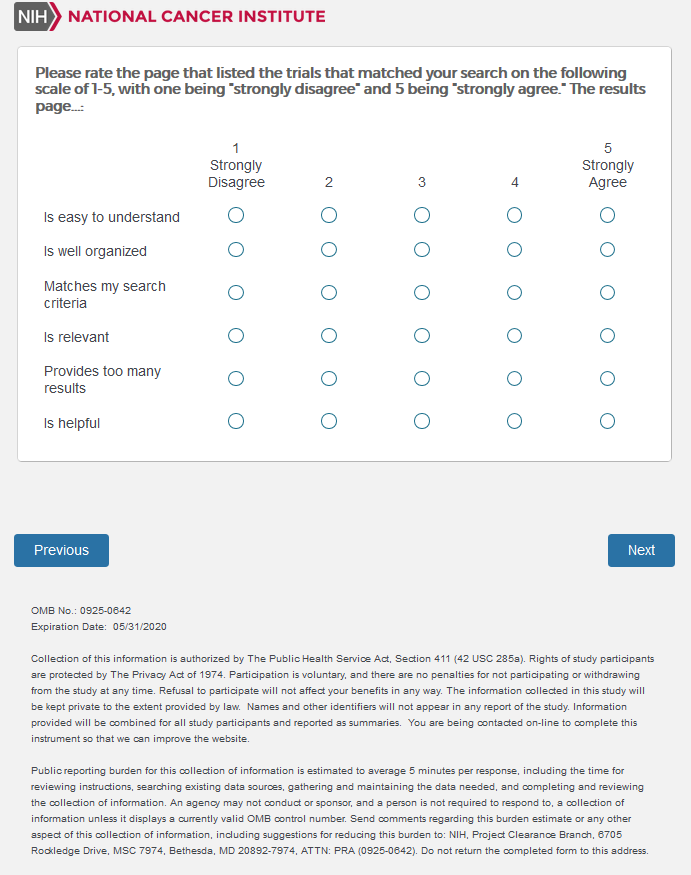 NIH NATIONAL CANCER INSTITUTE
Please rate the page that listed the trials that matched your search on the following
scale of 1-5, with one being "strongly disagree" and 5 being "strongly agree." The results
page...:
1
Strongly
Disagree
2
3
4
5
Strongly
Agree
Is easy to understand
Is well organized
Matches my search
criteria
Is relevant
Provides too many
results
Is helpful
Previous
Next
OMB No.: 0925-0642
Expiration Date: 05/31/2020
Collection of this information is authorized by The Public Health Service Act, Section 411 (42 USC 285a). Rights of study participants
are protected by The Privacy Act of 1974. Participation is voluntary, and there are no penalties for not participating or withdrawing
from the study at any time. Refusal to participate will not affect your benefits in any way. The information collected in this study will
be kept private to the extent provided by law. Names and other identifiers will not appear in any report of the study. Information
provided will be combined for all study participants and reported as summaries. You are being contacted on-line to complete this
instrument so that we can improve the website.
Public reporting burden for this collection of information is estimated to average 5 minutes per response, including the time for
reviewing instructions, searching existing data sources, gathering and maintaining the data needed, and completing and reviewing
the collection of information. An agency may not conduct or sponsor, and a person is not required to respond to, a collection of
information unless it displays a currently valid OMB control number. Send comments regarding this burden estimate or any other
aspect of this collection of information, including suggestions for reducing this burden to: NIH, Project Clearance Branch, 6705
Rockledge Drive, MSC 7974, Bethesda, MD 20892-7974, ATTN: PRA (0925-0642). Do not return the completed form to this address.